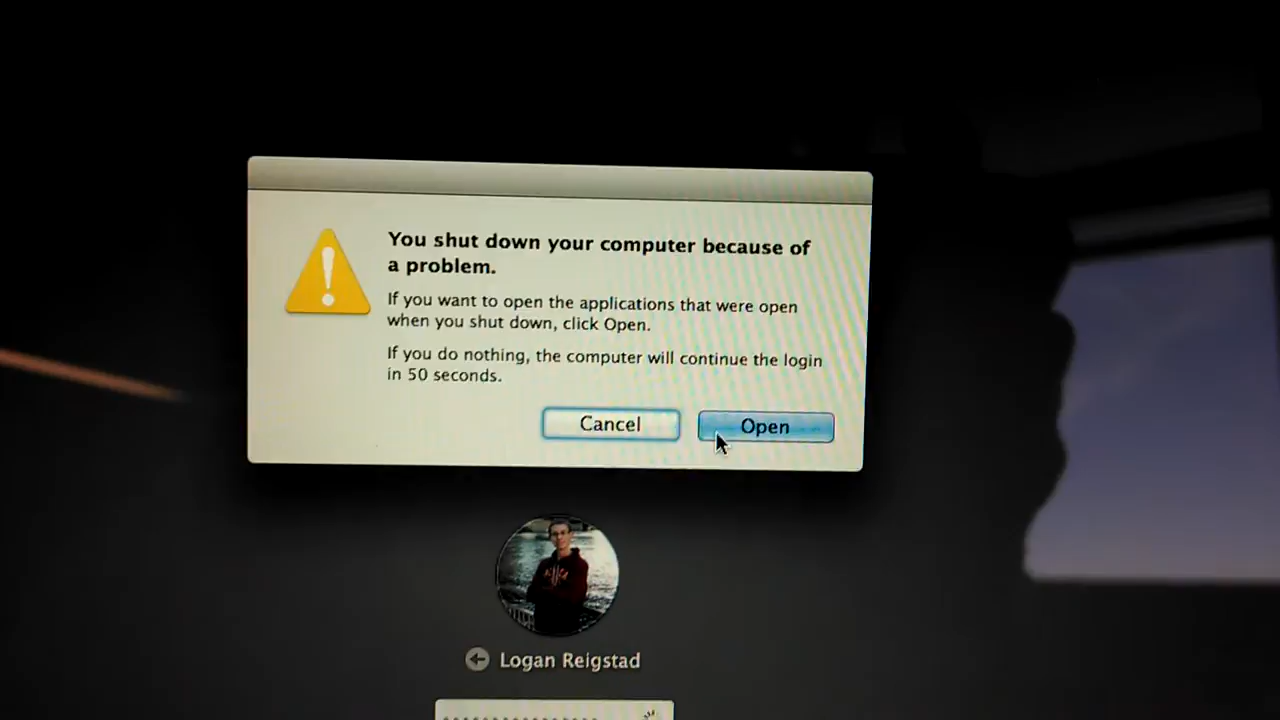 You shut down your computer because of
a problem.
If you want to open the applications that were open
when you shut down, click Open.
If you do nothing, the computer will continue the login
in 50 seconds.
Cancel
Open
Logan Reigstad